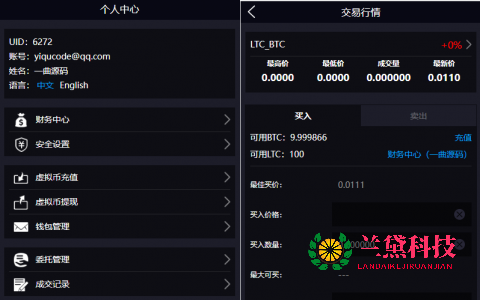 个人中心
UID：6272
账号：yiqucode@qq.com
姓名：一曲源码
语言： 中文 English
财务中心
安全设置
虚拟币充值
虚拟币提现
钱包管理
委托管理
成交记录
交易行情
LTC_BTC +0%
最高价 最低价 成交量 最新价
0.0000 0.0000 0.000000 0.0110
买入 卖出
可用BTC： 9.999866 充值
可用LTC： 100 财务中心（一曲源码）
最佳买价： 0.0111
买入价格：
买入数量：
最大可买：
兰黛科技
LANDAIKEJIRUANJIAN